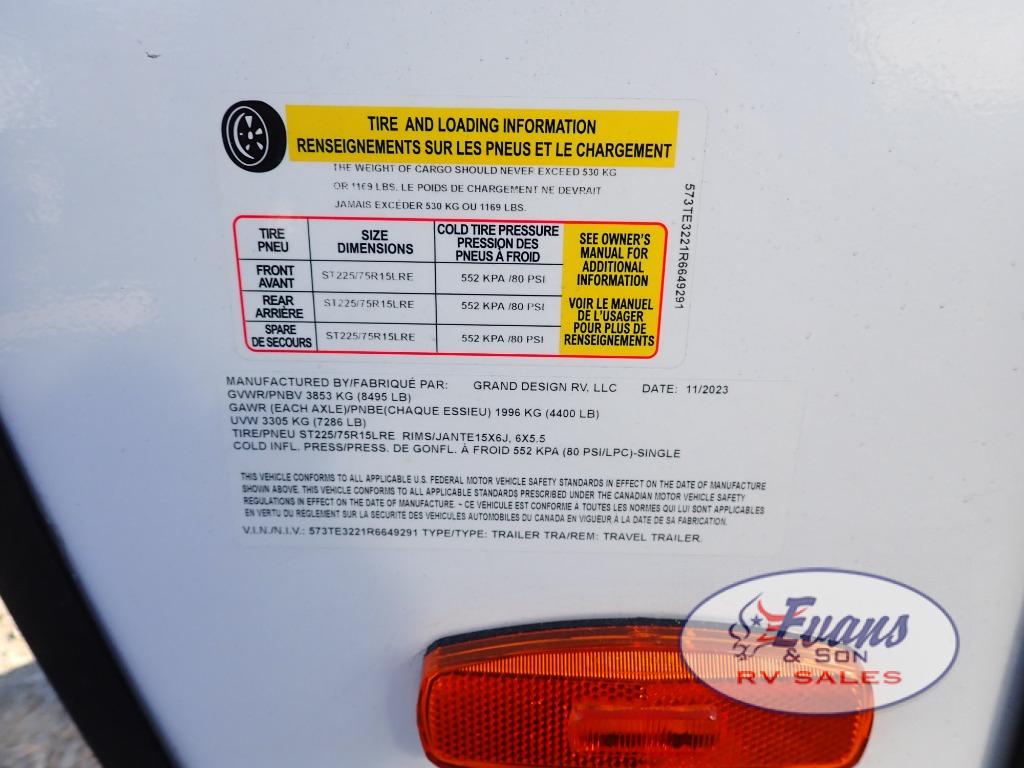 TIRE AND LOADING INFORMATION
RENSEIGNEMENTS SUR LES PNEUS ET LE CHARGEMENT
THE WEIGHT OF CARGO SHOULD NEVER EXCEED 530 KG
OR 1169 LBS. LE POIDS DE CHARGEMENT NE DEVRAIT
JAMAIS EXCÉDER 530 KG OU 1169 LBS.
573TE3221R6649291
TIRE
PNEU
SIZE
DIMENSIONS
COLD TIRE PRESSURE
PRESSION DES
PNEUS À FROID
FRONT
AVANT
ST225/75R15LRE
552 KPA /80 PSI
REAR
ARRIÈRE
ST225/75R15LRE
552 KPA /80 PSI
SPARE
DE SECOURS
ST225/75R15LRE
552 KPA /80 PSI
SEE OWNER'S
MANUAL FOR
ADDITIONAL
INFORMATION
VOIR LE MANUEL
DE L'USAGER
POUR PLUS DE
RENSEIGNEMENTS
MANUFACTURED BY/FABRIQUÉ PAR: GRAND DESIGN RV, LLC DATE: 11/2023
GVWR/PNBV 3853 KG (8495 LB)
GAWR (EACH AXLE)/PNBE(CHAQUE ESSIEU) 1996 KG (4400 LB)
UVW 3305 KG (7286 LB)
TIRE/PNEU ST225/75R15LRE RIMS/JANTE15X6J, 6X5.5
COLD INFL. PRESS/PRESS. DE GONFL. À FROID 552 KPA (80 PSI/LPC)-SINGLE
THIS VEHICLE CONFORMS TO ALL APPLICABLE U.S. FEDERAL MOTOR VEHICLE SAFETY STANDARDS IN EFFECT ON THE DATE OF MANUFACTURE
SHOWN ABOVE. THIS VEHICLE CONFORMS TO ALL APPLICABLE STANDARDS PRESCRIBED UNDER THE CANADIAN MOTOR VEHICLE SAFETY
REGULATIONS IN EFFECT ON THE DATE OF MANUFACTURE. - CE VEHICULE EST CONFORME A TOUTES LES NORMES QUI LUI SONT APPLICABLES
EN VERTU DU REGLEMENT SUR LA SECURITE DES VEHICULES AUTOMOBILES DU CANADA EN VIGUEUR A LA DATE DE SA FABRICATION.
V.I.N./N.I.V.: 573TE3221R6649291 TYPE/TYPE: TRAILER TRA/REM: TRAVEL TRAILER.
Evans
& SON
RV SALES